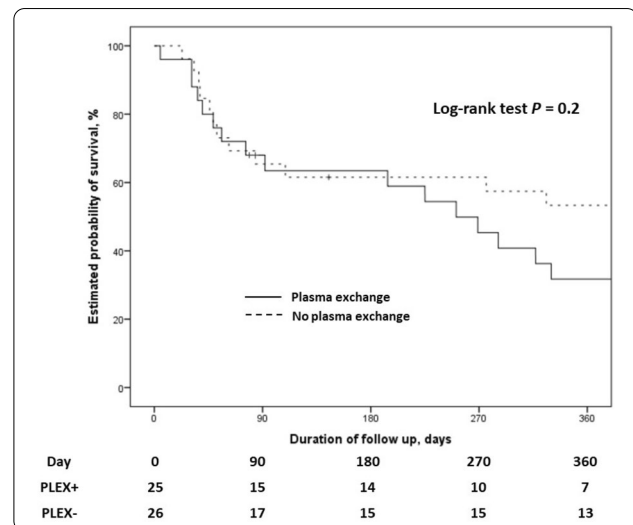 Estimated probability of survival, %
100
80
60
40
20
0
Log-rank test P = 0.2
Plasma exchange
No plasma exchange
0 90 180 270 360
Duration of follow up, days
Day 0 90 180 270 360
PLEX+ 25 15 14 10 7
PLEX- 26 17 15 15 13